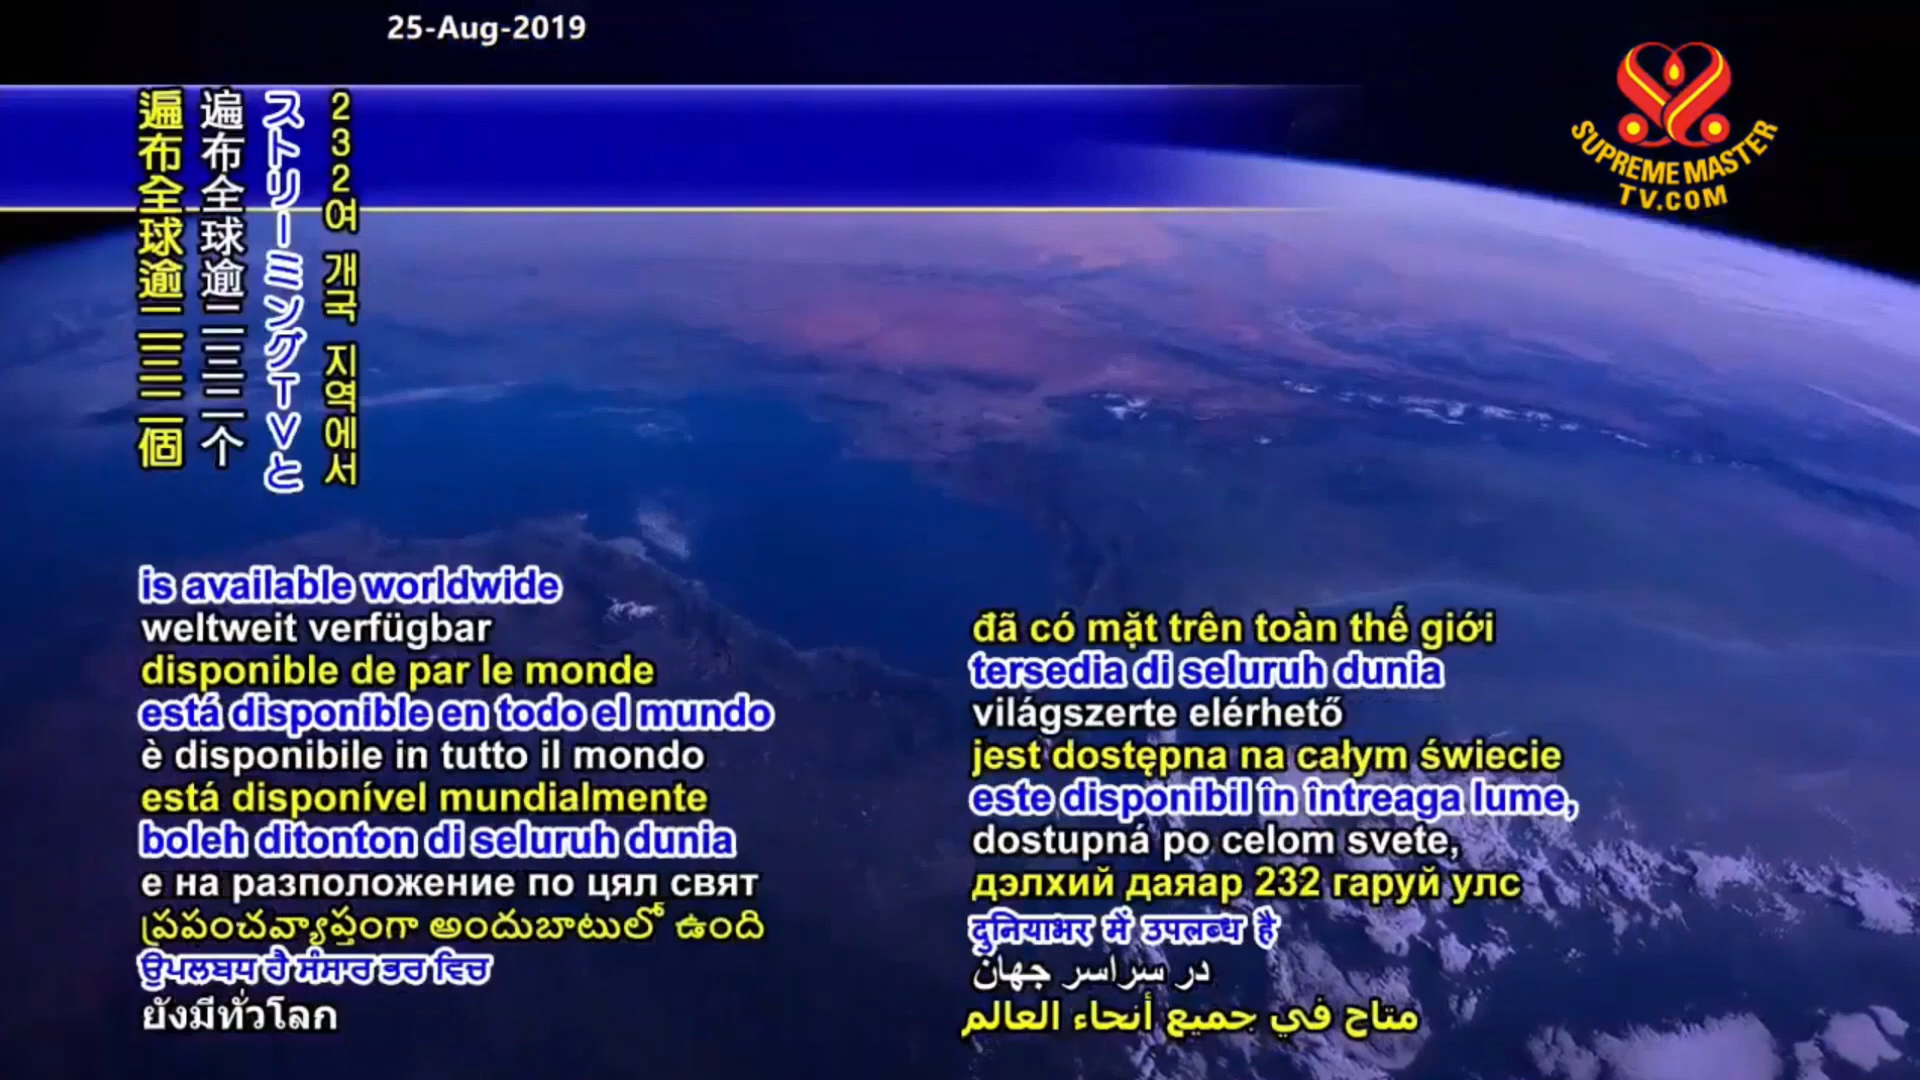 25-Aug-2019
SUPREME MASTER
TV.COM
遍布全球逾二三二個
遍布全球逾二三二个
ストリーミングTVと
232여 개국 지역에서
is available worldwide
weltweit verfügbar
disponible de par le monde
está disponible en todo el mundo
è disponibile in tutto il mondo
está disponível mundialmente
boleh ditonton di seluruh dunia
е на разположение по цял свят
ప్రపంచవ్యాప్తంగా అందుబాటులో ఉంది
ਉਪਲਬਧ ਹੈ ਸੰਸਾਰ ਭਰ ਵਿਚ
ยังมีทั่วโลก
đã có mặt trên toàn thế giới
tersedia di seluruh dunia
világszerte elérhető
jest dostępna na całym świecie
este disponibil în întreaga lume,
dostupná po celom svete,
дэлхий даяар 232 гаруй улс
दुनियाभर में उपलब्ध है
در سراسر جهان
متاح في جميع أنحاء العالم